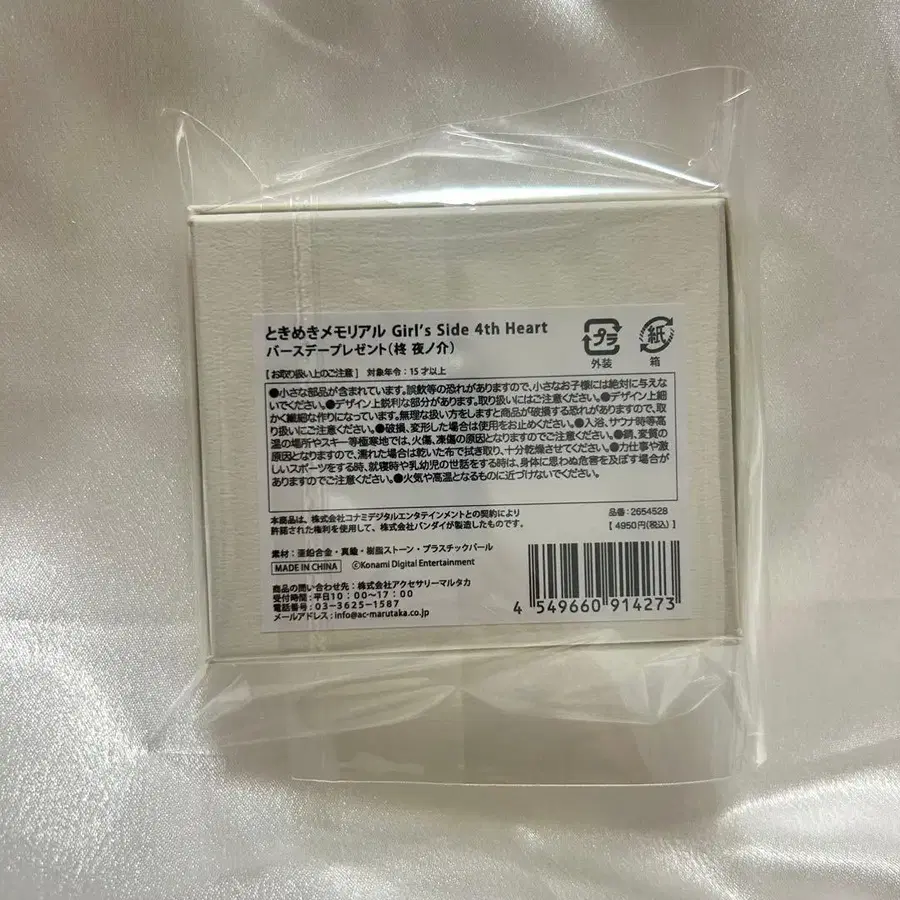 ときめきメモリアル Girl's Side 4th Heart
バースデープレゼント(柊 夜ノ介)
プラ
外装
紙
箱
[お取り扱い上のご注意] 対象年令：15才以上
●小さな部品が含まれています。誤飲等の恐れがありますので、小さなお子様には絶対に与えな
いでください。●デザイン上鋭利な部分があります。取り扱いにはご注意ください。●デザイン上細
かく繊細な作りになっています。無理な扱い方をしますと商品が破損する恐れがありますので、取
り扱いにご注意ください。●破損、変形した場合は使用をお止めください。●入浴、サウナ時等高
温の場所やスキー等極寒地では、火傷、凍傷の原因となりますのでご注意ください。●錆、変質の
原因となりますので、濡れた場合は乾いた布で拭き取り、十分乾燥させてください。●力仕事や激
しいスポーツをする時、就寝時や乳幼児の世話をする時は、身体に思わぬ危害を及ぼす場合が
ありますのでご注意ください。●火気や高温となるものに近づけないでください。
本商品は、株式会社コナミデジタルエンタテインメントとの契約により
許諾された権利を使用して、株式会社バンダイが製造したものです。
品番：2654528
[4950円(税込)]
素材：亜鉛合金・真鍮・樹脂ストーン・プラスチックパール
MADE IN CHINA ©Konami Digital Entertainment
商品の問い合わせ先：株式会社アクセサリーマルタカ
受付時間：平日10：00～17：00
電話番号：03-3625-1587
メールアドレス：info@ac-marutaka.co.jp
4 549660 914273